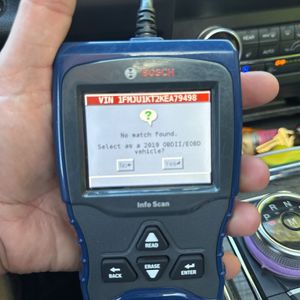 BOSCH
VIN 1FMJU1KT2KEA79498
?
No match found.
Select as a 2019 OBDII/EOBD
vehicle?
No Yes
Info Scan
READ
BACK
ERASE
ENTER
P R N